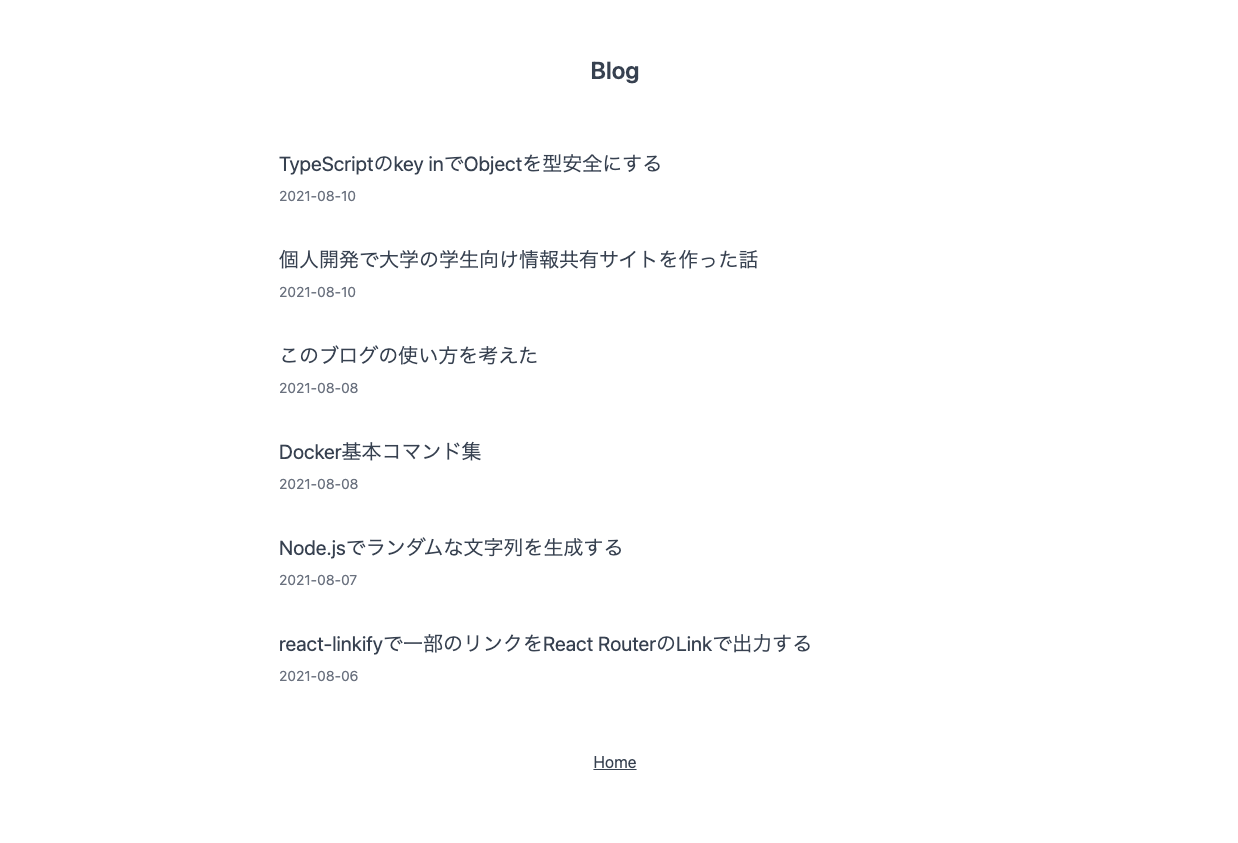 Blog
TypeScriptのkey inでObjectを型安全にする
2021-08-10
個人開発で大学の学生向け情報共有サイトを作った話
2021-08-10
このブログの使い方を考えた
2021-08-08
Docker基本コマンド集
2021-08-08
Node.jsでランダムな文字列を生成する
2021-08-07
react-linkifyで一部のリンクをReact RouterのLinkで出力する
2021-08-06
Home